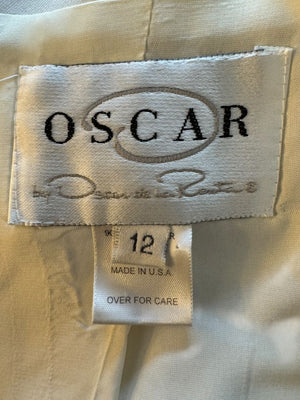 OSCAR
by Oscar de la Renta ®
12
MADE IN U.S.A.
OVER FOR CARE